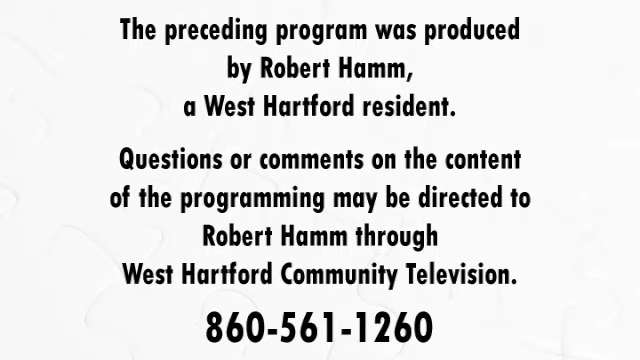 The preceding program was produced
by Robert Hamm,
a West Hartford resident.
Questions or comments on the content
of the programming may be directed to
Robert Hamm through
West Hartford Community Television.
860-561-1260